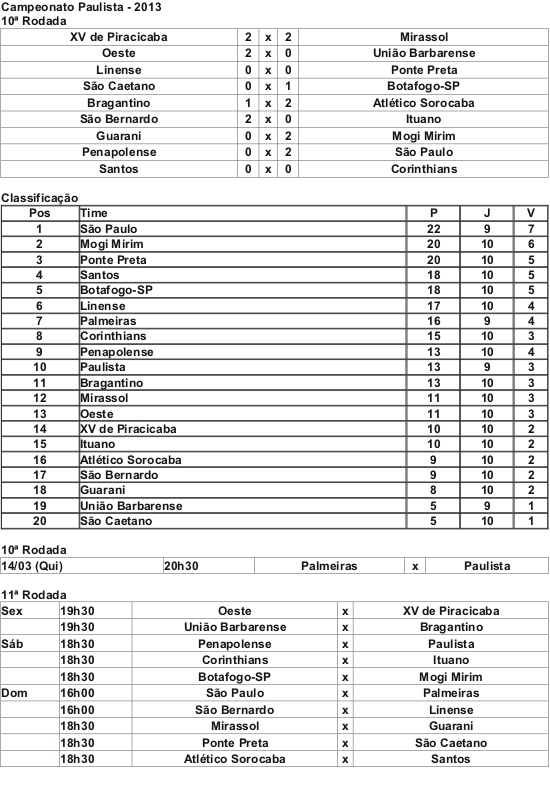 Campeonato Paulista - 2013
10ª Rodada
XV de Piracicaba 2 x 2 Mirassol
Oeste 2 x 0 União Barbarense
Linense 0 x 0 Ponte Preta
São Caetano 0 x 1 Botafogo-SP
Bragantino 1 x 2 Atlético Sorocaba
São Bernardo 2 x 0 Ituano
Guarani 0 x 2 Mogi Mirim
Penapolense 0 x 2 São Paulo
Santos 0 x 0 Corinthians
Classificação
Pos Time P J V
1 São Paulo 22 9 7
2 Mogi Mirim 20 10 6
3 Ponte Preta 20 10 5
4 Santos 18 10 5
5 Botafogo-SP 18 10 5
6 Linense 17 10 4
7 Palmeiras 16 9 4
8 Corinthians 15 10 3
9 Penapolense 13 10 4
10 Paulista 13 9 3
11 Bragantino 13 10 3
12 Mirassol 11 10 3
13 Oeste 11 10 3
14 XV de Piracicaba 10 10 2
15 Ituano 10 10 2
16 Atlético Sorocaba 9 10 2
17 São Bernardo 9 10 2
18 Guarani 8 10 2
19 União Barbarense 5 9 1
20 São Caetano 5 10 1
10ª Rodada
14/03 (Qui) 20h30 Palmeiras x Paulista
11ª Rodada
Sex 19h30 Oeste x XV de Piracicaba
19h30 União Barbarense x Bragantino
Sáb 18h30 Penapolense x Paulista
18h30 Corinthians x Ituano
18h30 Botafogo-SP x Mogi Mirim
Dom 16h00 São Paulo x Palmeiras
16h00 São Bernardo x Linense
18h30 Mirassol x Guarani
18h30 Ponte Preta x São Caetano
18h30 Atlético Sorocaba x Santos